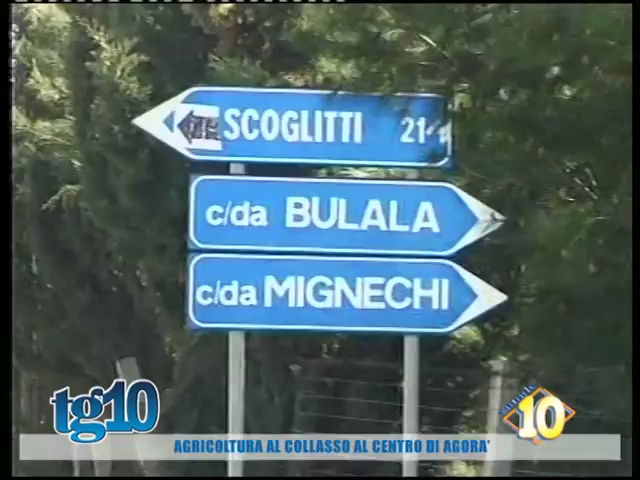 SCOGLITTI 21
c/da BULALA
c/da MIGNECHI
tg10
10
AGRICOLTURA AL COLLASSO AL CENTRO DI AGORA'